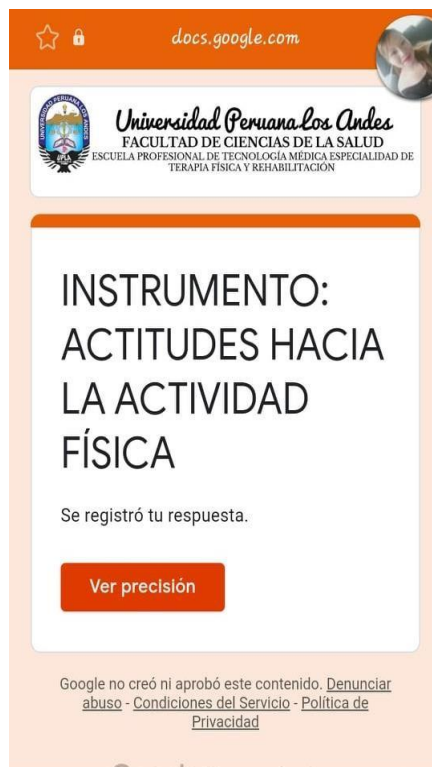 docs.google.com
Universidad Peruana Los Andes
FACULTAD DE CIENCIAS DE LA SALUD
ESCUELA PROFESIONAL DE TECNOLOGÍA MÉDICA ESPECIALIDAD DE
TERAPIA FÍSICA Y REHABILITACIÓN
UPLA
INSTRUMENTO:
ACTITUDES HACIA
LA ACTIVIDAD
FÍSICA
Se registró tu respuesta.
Ver precisión
Google no creó ni aprobó este contenido. Denunciar
abuso - Condiciones del Servicio - Política de
Privacidad